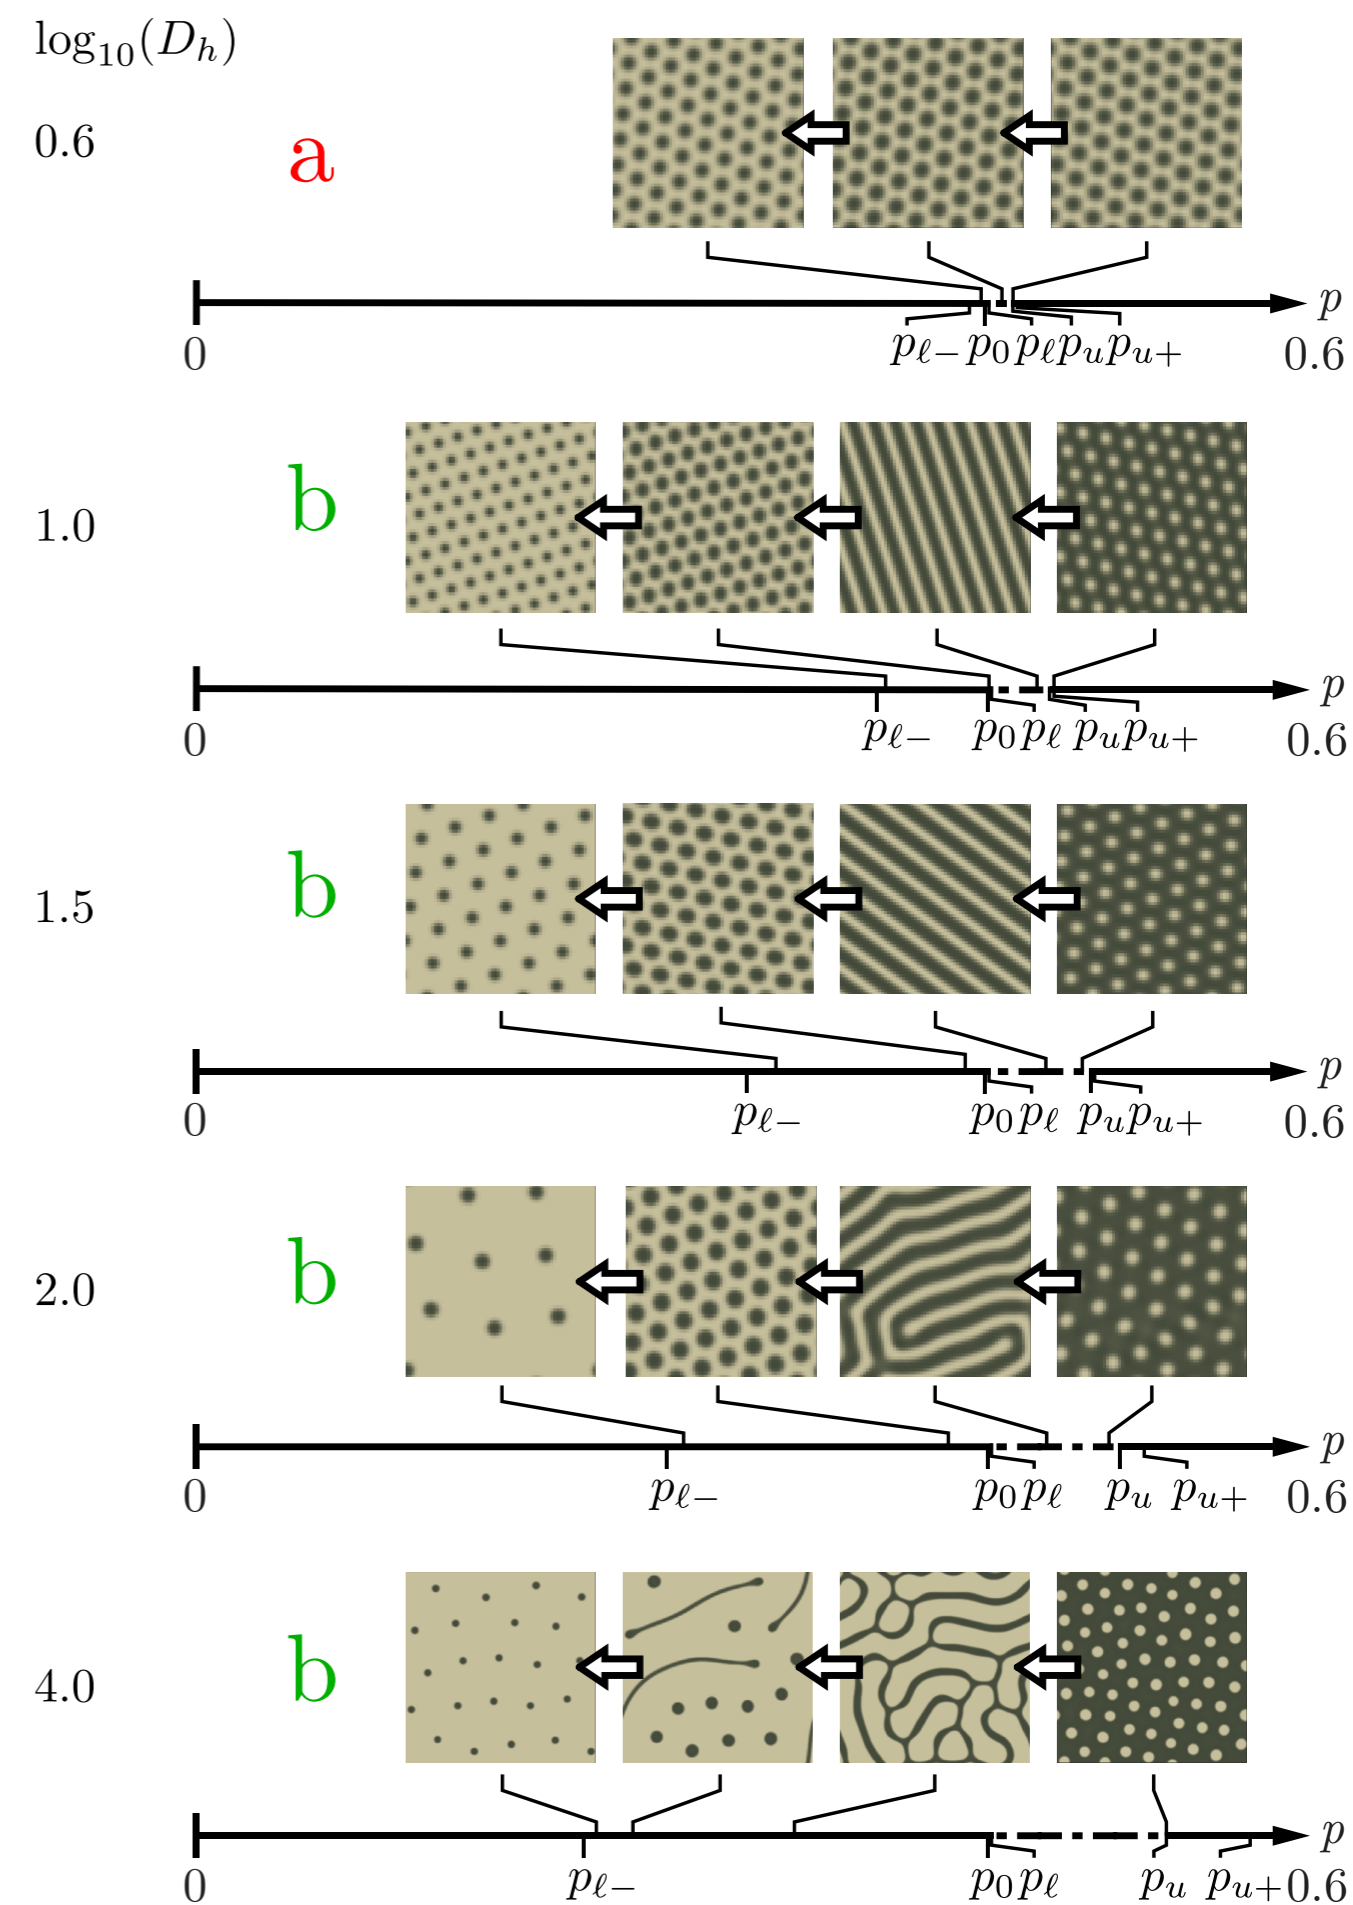 log₁₀(Dₕ)
0.6 a
p
pℓ− p₀ pℓ pᵤ pᵤ₊
0 0.6
1.0 b
p
pℓ− p₀ pℓ pᵤ pᵤ₊
0 0.6
1.5 b
p
pℓ− p₀ pℓ pᵤ pᵤ₊
0 0.6
2.0 b
p
pℓ− p₀ pℓ pᵤ pᵤ₊
0 0.6
4.0 b
p
pℓ− p₀ pℓ pᵤ pᵤ₊
0 0.6